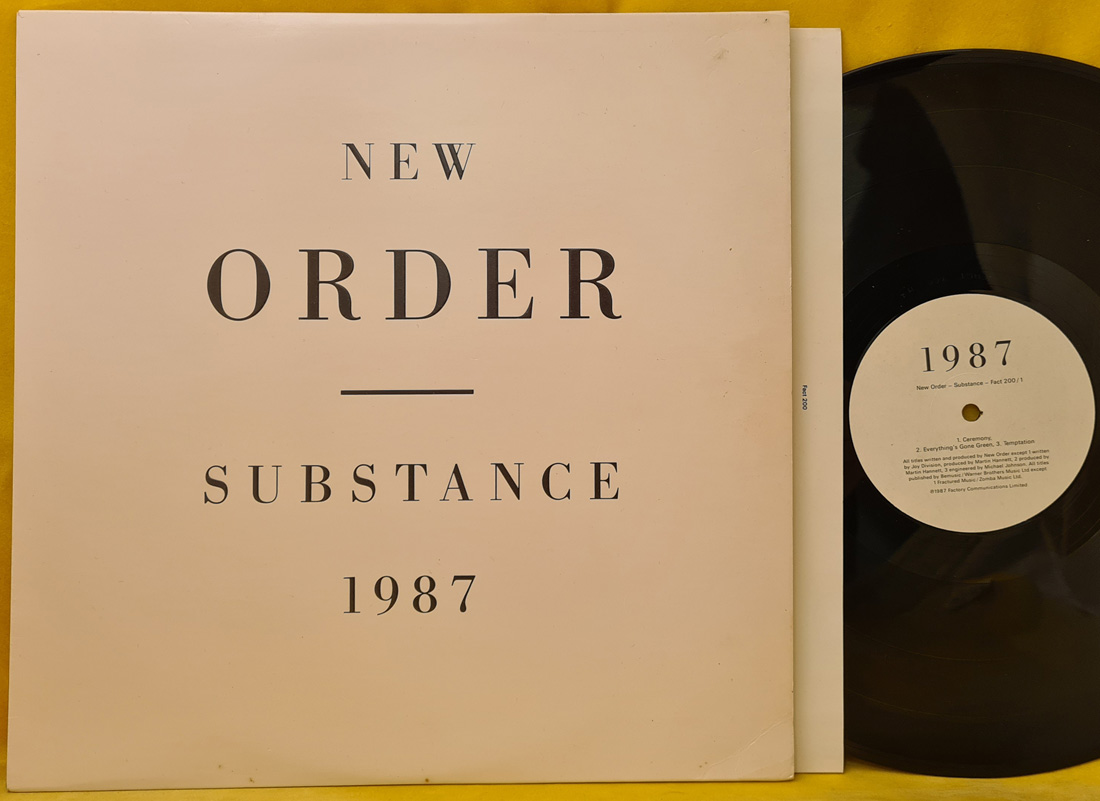 NEW
ORDER
SUBSTANCE
1987
Fact 200
1987
New Order – Substance – Fact 200/1
1. Ceremony,
2. Everything's Gone Green, 3. Temptation
All titles written and produced by New Order except 1 written
by Joy Division, produced by Martin Hannett, 2 produced by
Martin Hannett, 3 engineered by Michael Johnson. All titles
published by Bemusic/Warner Brothers Music Ltd except
1 Fractured Music/Zomba Music Ltd.
℗1987 Factory Communications Limited